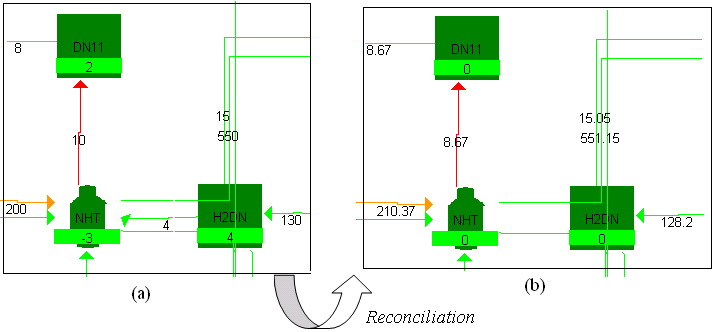 DN11
8
2
15
10
550
200
NHT
H2DN
4
130
-3
4
(a)
DN11
8.67
0
15.05
551.15
8.67
210.37
NHT
H2DN
128.2
0
0
(b)
Reconciliation